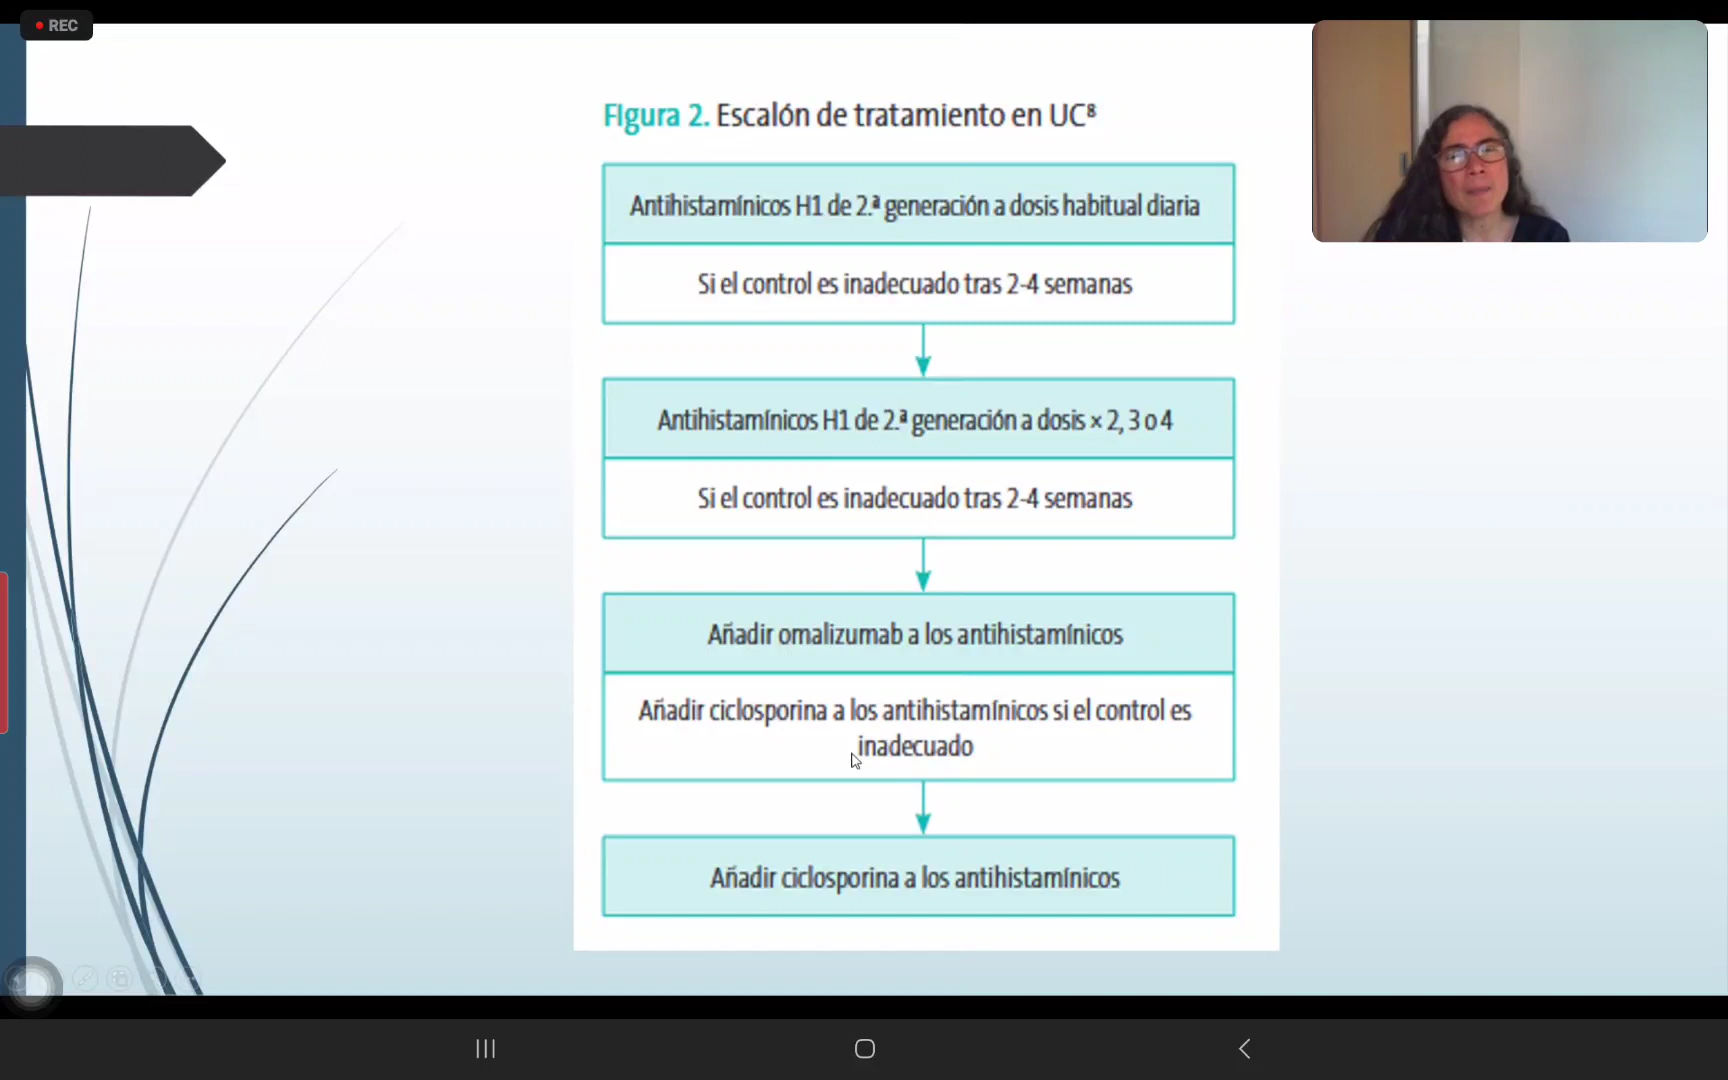 REC
Figura 2. Escalón de tratamiento en UC⁸
Antihistamínicos H1 de 2.ª generación a dosis habitual diaria
Si el control es inadecuado tras 2-4 semanas
Antihistamínicos H1 de 2.ª generación a dosis × 2, 3 o 4
Si el control es inadecuado tras 2-4 semanas
Añadir omalizumab a los antihistamínicos
Añadir ciclosporina a los antihistamínicos si el control es
inadecuado
Añadir ciclosporina a los antihistamínicos